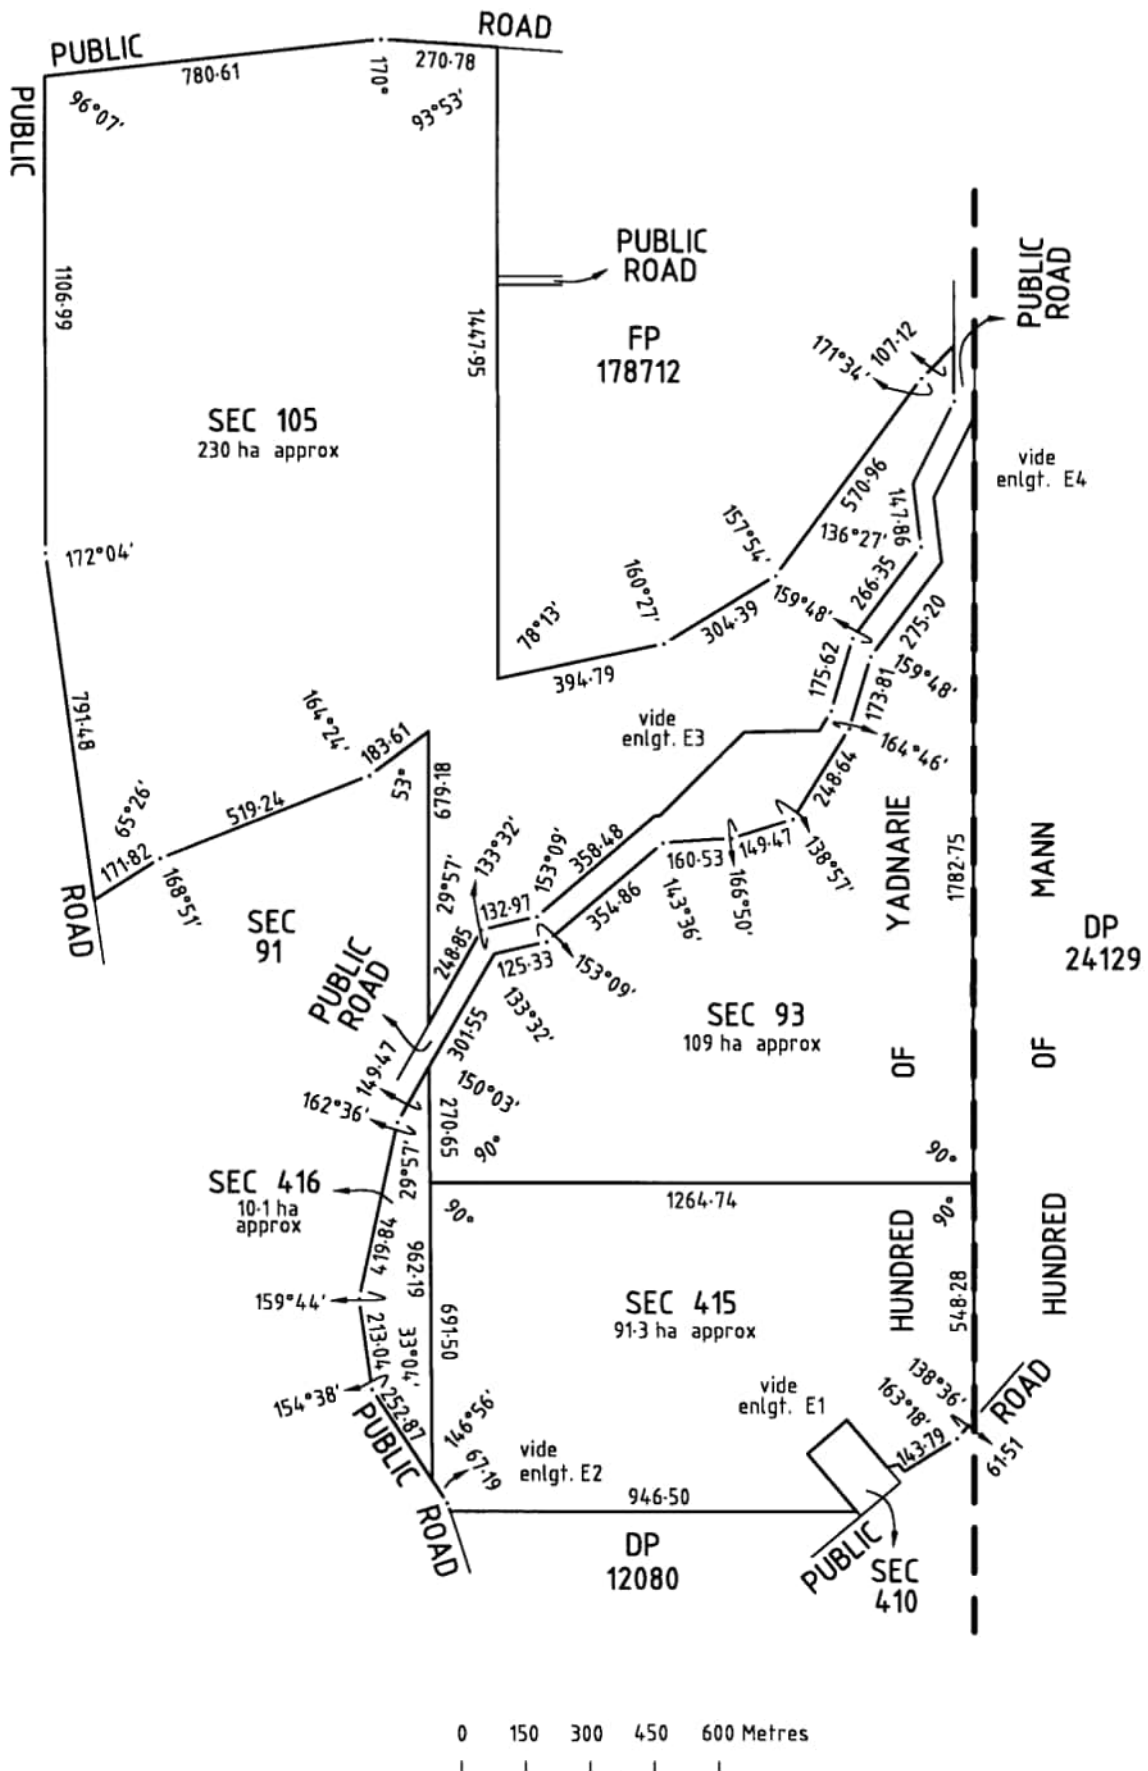 PUBLIC
ROAD
780·61
270·78
170°
96°07'
93°53'
PUBLIC
1106·99
PUBLIC
ROAD
1447·95
FP
178712
SEC 105
230 ha approx
PUBLIC
ROAD
107·12
171°34'
vide
enlgt. E4
570·96
147·86
136°27'
157°54'
160°27'
159°48'
266·35
275·20
172°04'
78°13'
304·39
394·79
175·62
173·81
159·48'
164°46'
vide
enlgt. E3
248·64
791·48
164°24'
183·61
53°
679·18
65°26'
519·24
171·82
168°51'
ROAD
SEC
91
29°57'
133°32'
153°09'
358·48
132·97
354·86
160·53
149·47
138°57'
166°50'
143°36'
248·85
125·33
153°09'
133°32'
PUBLIC
ROAD
301·55
149·47
150°03'
162°36'
270·65
90°
90°
YADNARIE
1782·75
MANN
DP
24129
SEC 93
109 ha approx
OF
OF
29°57'
SEC 416
10·1 ha
approx
419·84
90°
1264·74
90°
HUNDRED
HUNDRED
962·19
691·50
548·28
159°44'
213·04
33°04'
SEC 415
91·3 ha approx
154°38'
252·87
146°56'
67·19
PUBLIC
ROAD
vide
enlgt. E2
vide
enlgt. E1
138°36'
163°18'
143·79
61·51
ROAD
946·50
DP
12080
PUBLIC
SEC
410
0 150 300 450 600 Metres